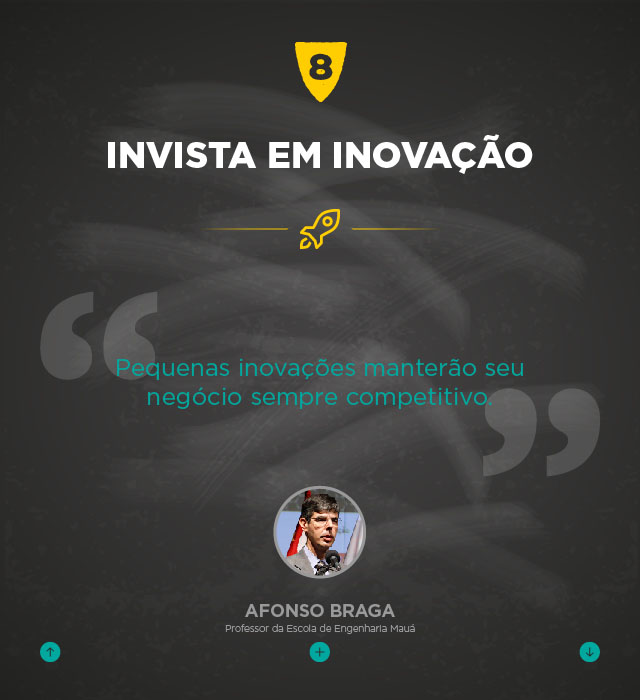 8
INVISTA EM INOVAÇÃO
“
Pequenas inovações manterão seu
negócio sempre competitivo.
”
AFONSO BRAGA
Professor da Escola de Engenharia Mauá